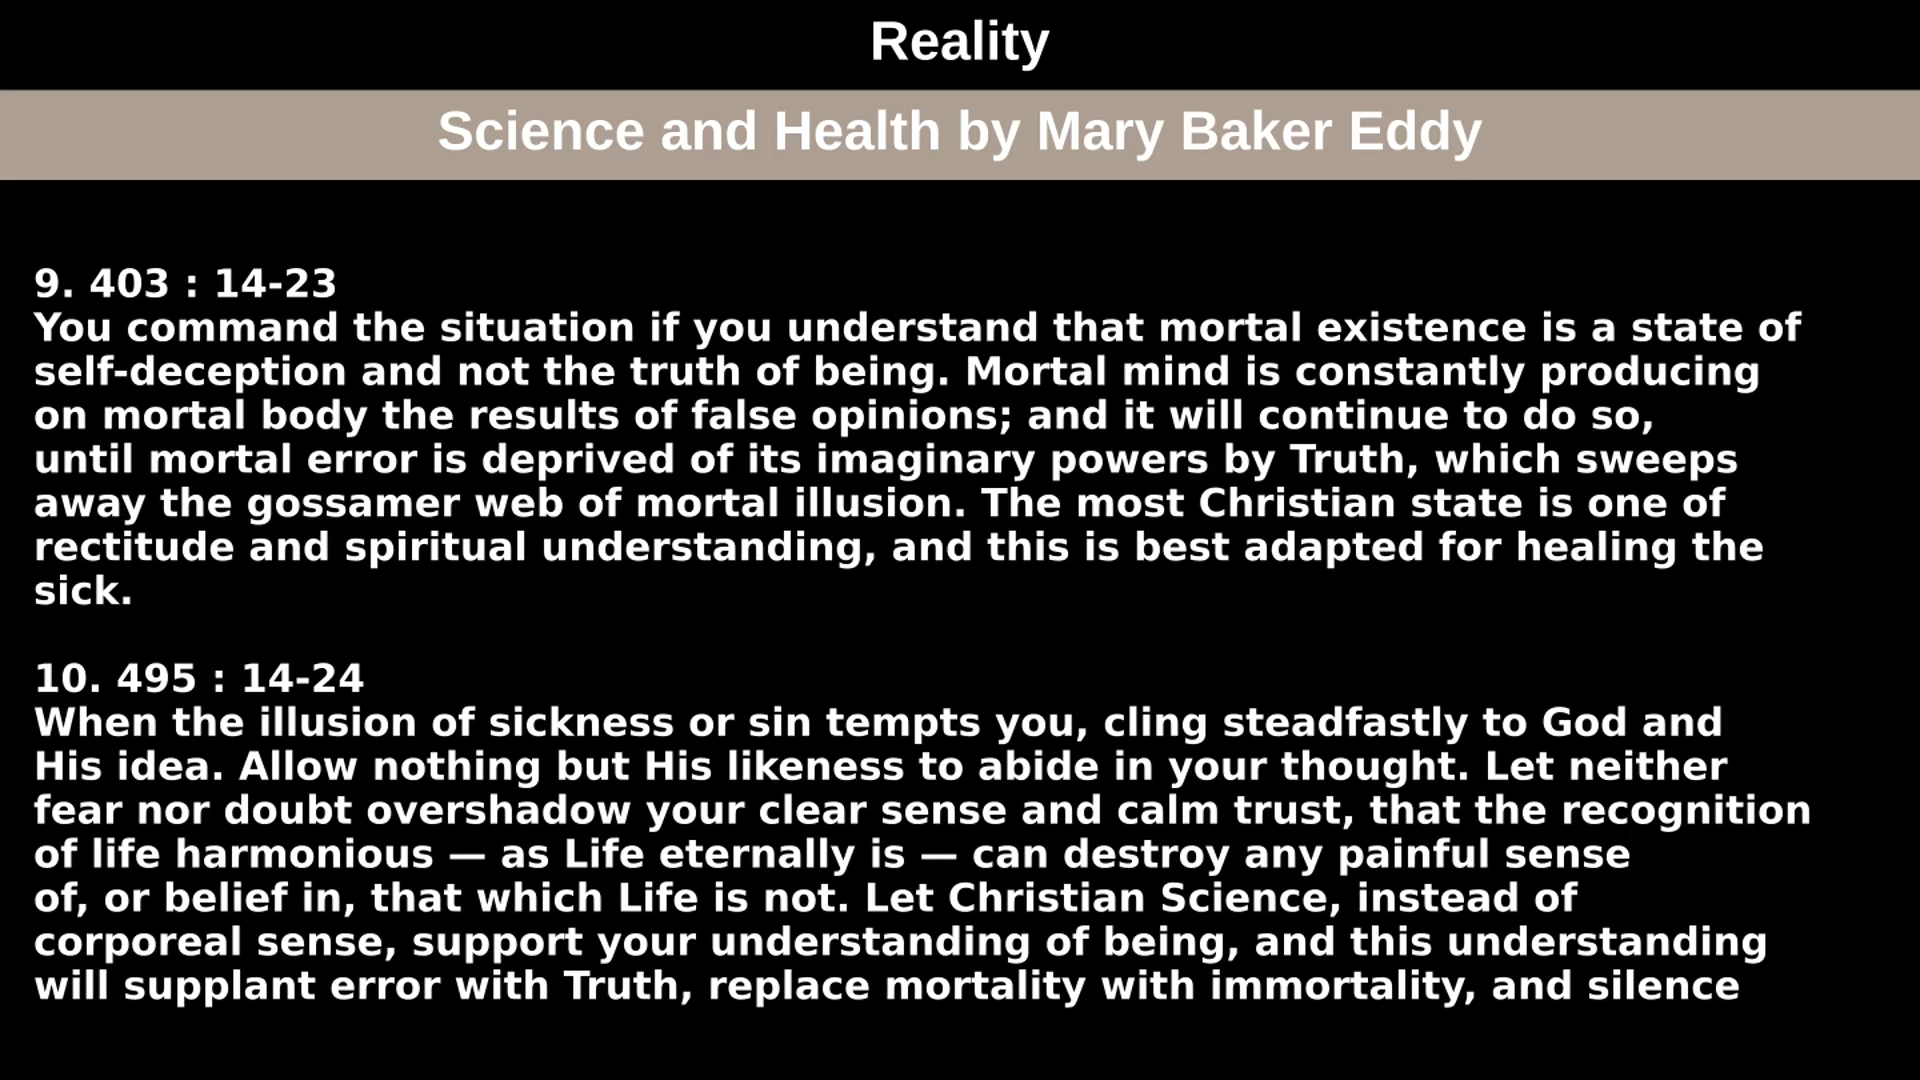 Reality
Science and Health by Mary Baker Eddy
9. 403 : 14-23
You command the situation if you understand that mortal existence is a state of
self-deception and not the truth of being. Mortal mind is constantly producing
on mortal body the results of false opinions; and it will continue to do so,
until mortal error is deprived of its imaginary powers by Truth, which sweeps
away the gossamer web of mortal illusion. The most Christian state is one of
rectitude and spiritual understanding, and this is best adapted for healing the
sick.
10. 495 : 14-24
When the illusion of sickness or sin tempts you, cling steadfastly to God and
His idea. Allow nothing but His likeness to abide in your thought. Let neither
fear nor doubt overshadow your clear sense and calm trust, that the recognition
of life harmonious — as Life eternally is — can destroy any painful sense
of, or belief in, that which Life is not. Let Christian Science, instead of
corporeal sense, support your understanding of being, and this understanding
will supplant error with Truth, replace mortality with immortality, and silence